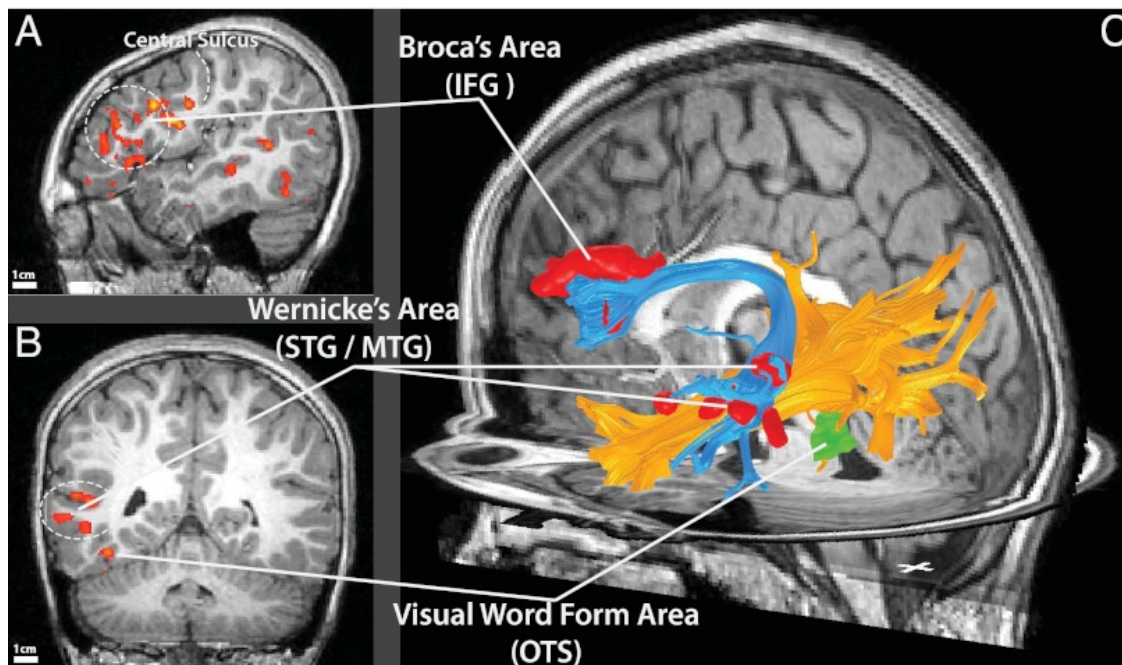 A
Central Sulcus
1cm
Broca's Area
(IFG )
C
Wernicke's Area
(STG / MTG)
B
1cm
Visual Word Form Area
(OTS)